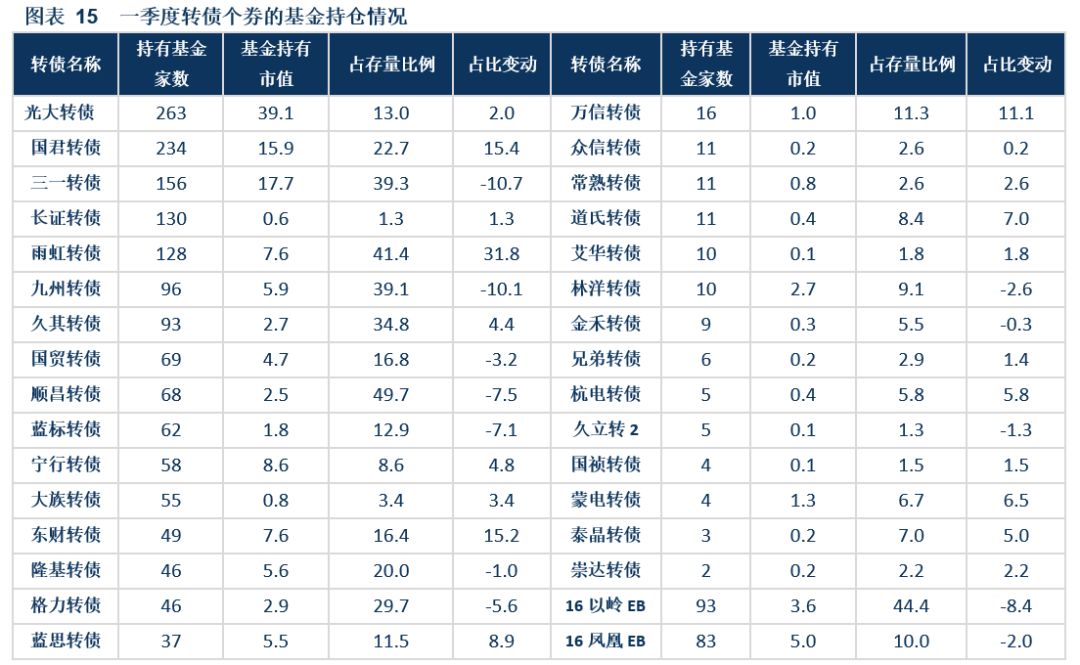 图表 15 一季度转债个券的基金持仓情况
转债名称 持有基金家数 基金持有市值 占存量比例 占比变动 转债名称 持有基金家数 基金持有市值 占存量比例 占比变动
光大转债 263 39.1 13.0 2.0 万信转债 16 1.0 11.3 11.1
国君转债 234 15.9 22.7 15.4 众信转债 11 0.2 2.6 0.2
三一转债 156 17.7 39.3 -10.7 常熟转债 11 0.8 2.6 2.6
长证转债 130 0.6 1.3 1.3 道氏转债 11 0.4 8.4 7.0
雨虹转债 128 7.6 41.4 31.8 艾华转债 10 0.1 1.8 1.8
九州转债 96 5.9 39.1 -10.1 林洋转债 10 2.7 9.1 -2.6
久其转债 93 2.7 34.8 4.4 金禾转债 9 0.3 5.5 -0.3
国贸转债 69 4.7 16.8 -3.2 兄弟转债 6 0.2 2.9 1.4
顺昌转债 68 2.5 49.7 -7.5 杭电转债 5 0.4 5.8 5.8
蓝标转债 62 1.8 12.9 -7.1 久立转2 5 0.1 1.3 -1.3
宁行转债 58 8.6 8.6 4.8 国祯转债 4 0.1 1.5 1.5
大族转债 55 0.8 3.4 3.4 蒙电转债 4 1.3 6.7 6.5
东财转债 49 7.6 16.4 15.2 泰晶转债 3 0.2 7.0 5.0
隆基转债 46 5.6 20.0 -1.0 崇达转债 2 0.2 2.2 2.2
格力转债 46 2.9 29.7 -5.6 16以岭EB 93 3.6 44.4 -8.4
蓝思转债 37 5.5 11.5 8.9 16凤凰EB 83 5.0 10.0 -2.0